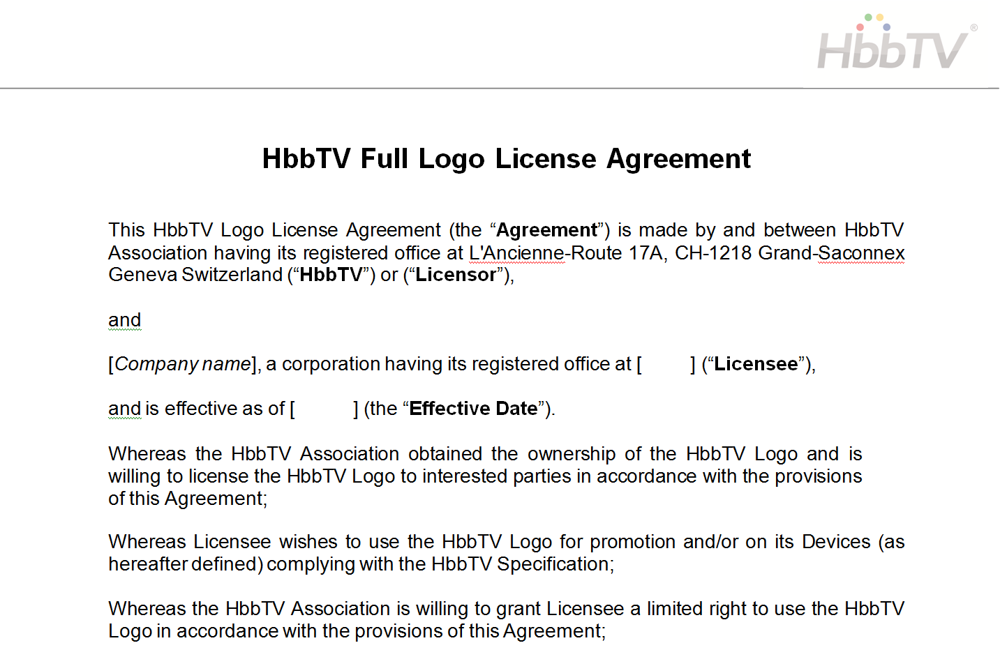 HbbTV®
HbbTV Full Logo License Agreement
This HbbTV Logo License Agreement (the “Agreement”) is made by and between HbbTV
Association having its registered office at L'Ancienne-Route 17A, CH-1218 Grand-Saconnex
Geneva Switzerland (“HbbTV”) or (“Licensor”),
and
[Company name], a corporation having its registered office at [ ] (“Licensee”),
and is effective as of [ ] (the “Effective Date”).
Whereas the HbbTV Association obtained the ownership of the HbbTV Logo and is
willing to license the HbbTV Logo to interested parties in accordance with the provisions
of this Agreement;
Whereas Licensee wishes to use the HbbTV Logo for promotion and/or on its Devices (as
hereafter defined) complying with the HbbTV Specification;
Whereas the HbbTV Association is willing to grant Licensee a limited right to use the HbbTV
Logo in accordance with the provisions of this Agreement;